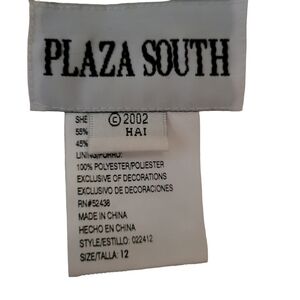 PLAZA SOUTH
SHE
© 2002
55%
HAI
45%
LINING/FORRO:
100% POLYESTER/POLIESTER
EXCLUSIVE OF DECORATIONS
EXCLUSIVO DE DECORACIONES
RN#52438
MADE IN CHINA
HECHO EN CHINA
STYLE/ESTILO: 022412
SIZE/TALLA: 12